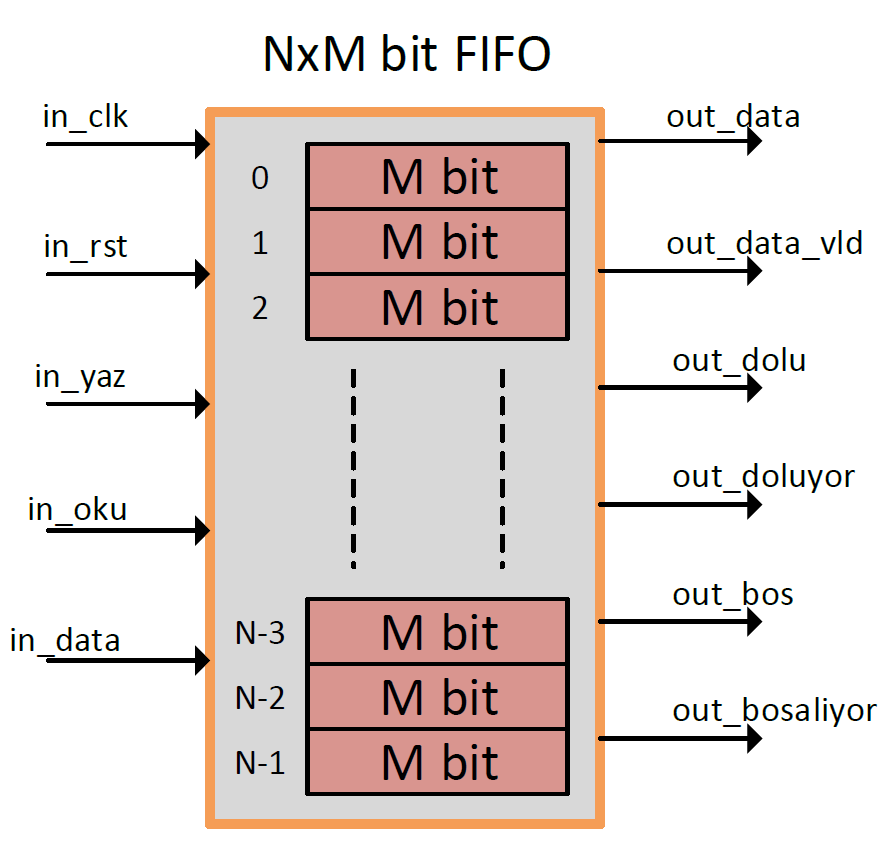 NxM bit FIFO
in_clk
in_rst
in_yaz
in_oku
in_data
0
M bit
1
M bit
2
M bit
N-3
M bit
N-2
M bit
N-1
M bit
out_data
out_data_vld
out_dolu
out_doluyor
out_bos
out_bosaliyor